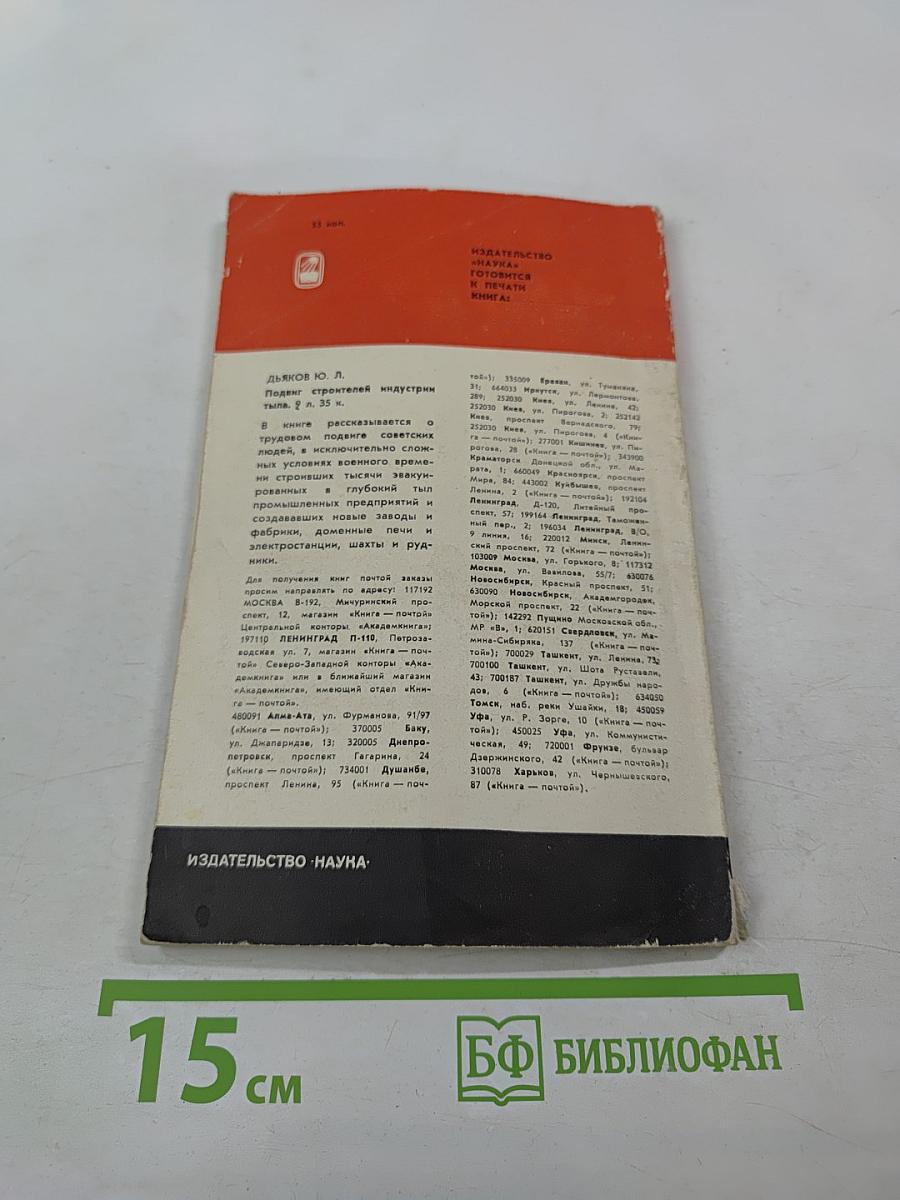 55 коп.
ИЗДАТЕЛЬСТВО
«НАУКА»
ГОТОВИТСЯ
К ПЕЧАТИ
КНИГА:
ДЬЯКОВ Ю. Л.
Подвиг строителей индустрии
тыла. 9 л. 35 к.
В книге рассказывается о
трудовом подвиге советских
людей, в исключительно слож-
ных условиях военного време-
ни строивших тысячи эвакуи-
рованных в глубокий тыл
промышленных предприятий и
создававших новые заводы и
фабрики, доменные печи и
электростанции, шахты и руд-
ники.
Для получения книг почтой заказы
просим направлять по адресу: 117192
МОСКВА В-192, Мичуринский про-
спект, 12, магазин «Книга — почтой»
Центральной конторы «Академкнига»;
197110 ЛЕНИНГРАД П-110, Петроза-
водская ул. 7, магазин «Книга — поч-
той» Северо-Западной конторы «Ака-
демкнига» или в ближайший магазин
«Академкнига», имеющий отдел «Кни-
га — почтой».
480091 Алма-Ата, ул. Фурманова, 91/97
(«Книга — почтой»); 370005 Баку,
ул. Джапаридзе, 13; 320005 Днепро-
петровск, проспект Гагарина, 24
(«Книга — почтой»); 734001 Душанбе,
проспект Ленина, 95 («Книга — поч-
той»); 335009 Ереван, ул. Туманяна,
31; 664033 Иркутск, ул. Лермонтова,
289; 252030 Киев, ул. Ленина, 42;
252030 Киев, ул. Пирогова, 2; 252142
Киев, проспект Вернадского, 79;
252030 Киев, ул. Пирогова, 4 («Кни-
га — почтой»); 277001 Кишинев, ул. Пи-
рогова, 28 («Книга — почтой»); 343900
Краматорск Донецкой обл., ул. Ма-
рата, 1; 660049 Красноярск, проспект
Мира, 84; 443002 Куйбышев, проспект
Ленина, 2 («Книга — почтой»); 192104
Ленинград, Д-120, Литейный про-
спект, 57; 199164 Ленинград, Таможен-
ный пер., 2; 196034 Ленинград, В/О,
9 линия, 16; 220012 Минск, Ленин-
ский проспект, 72 («Книга — почтой»);
103009 Москва, ул. Горького, 8; 117312
Москва, ул. Вавилова, 55/7; 630076
Новосибирск, Красный проспект, 51;
630090 Новосибирск, Академгородок,
Морской проспект, 22 («Книга — поч-
той»); 142292 Пущино Московской обл.,
МР «В», 1; 620151 Свердловск, ул. Ма-
мина-Сибиряка, 137 («Книга — поч-
той»); 700029 Ташкент, ул. Ленина, 73;
700100 Ташкент, ул. Шота Руставели,
43; 700187 Ташкент, ул. Дружбы наро-
дов, 6 («Книга — почтой»); 634050
Томск, наб. реки Ушайки, 18; 450059
Уфа, ул. Р. Зорге, 10 («Книга — поч-
той»); 450025 Уфа, ул. Коммунисти-
ческая, 49; 720001 Фрунзе, бульвар
Дзержинского, 42 («Книга — почтой»);
310078 Харьков, ул. Чернышевского,
87 («Книга — почтой»).
ИЗДАТЕЛЬСТВО ·НАУКА·
15 см
БФ БИБЛИОФАН